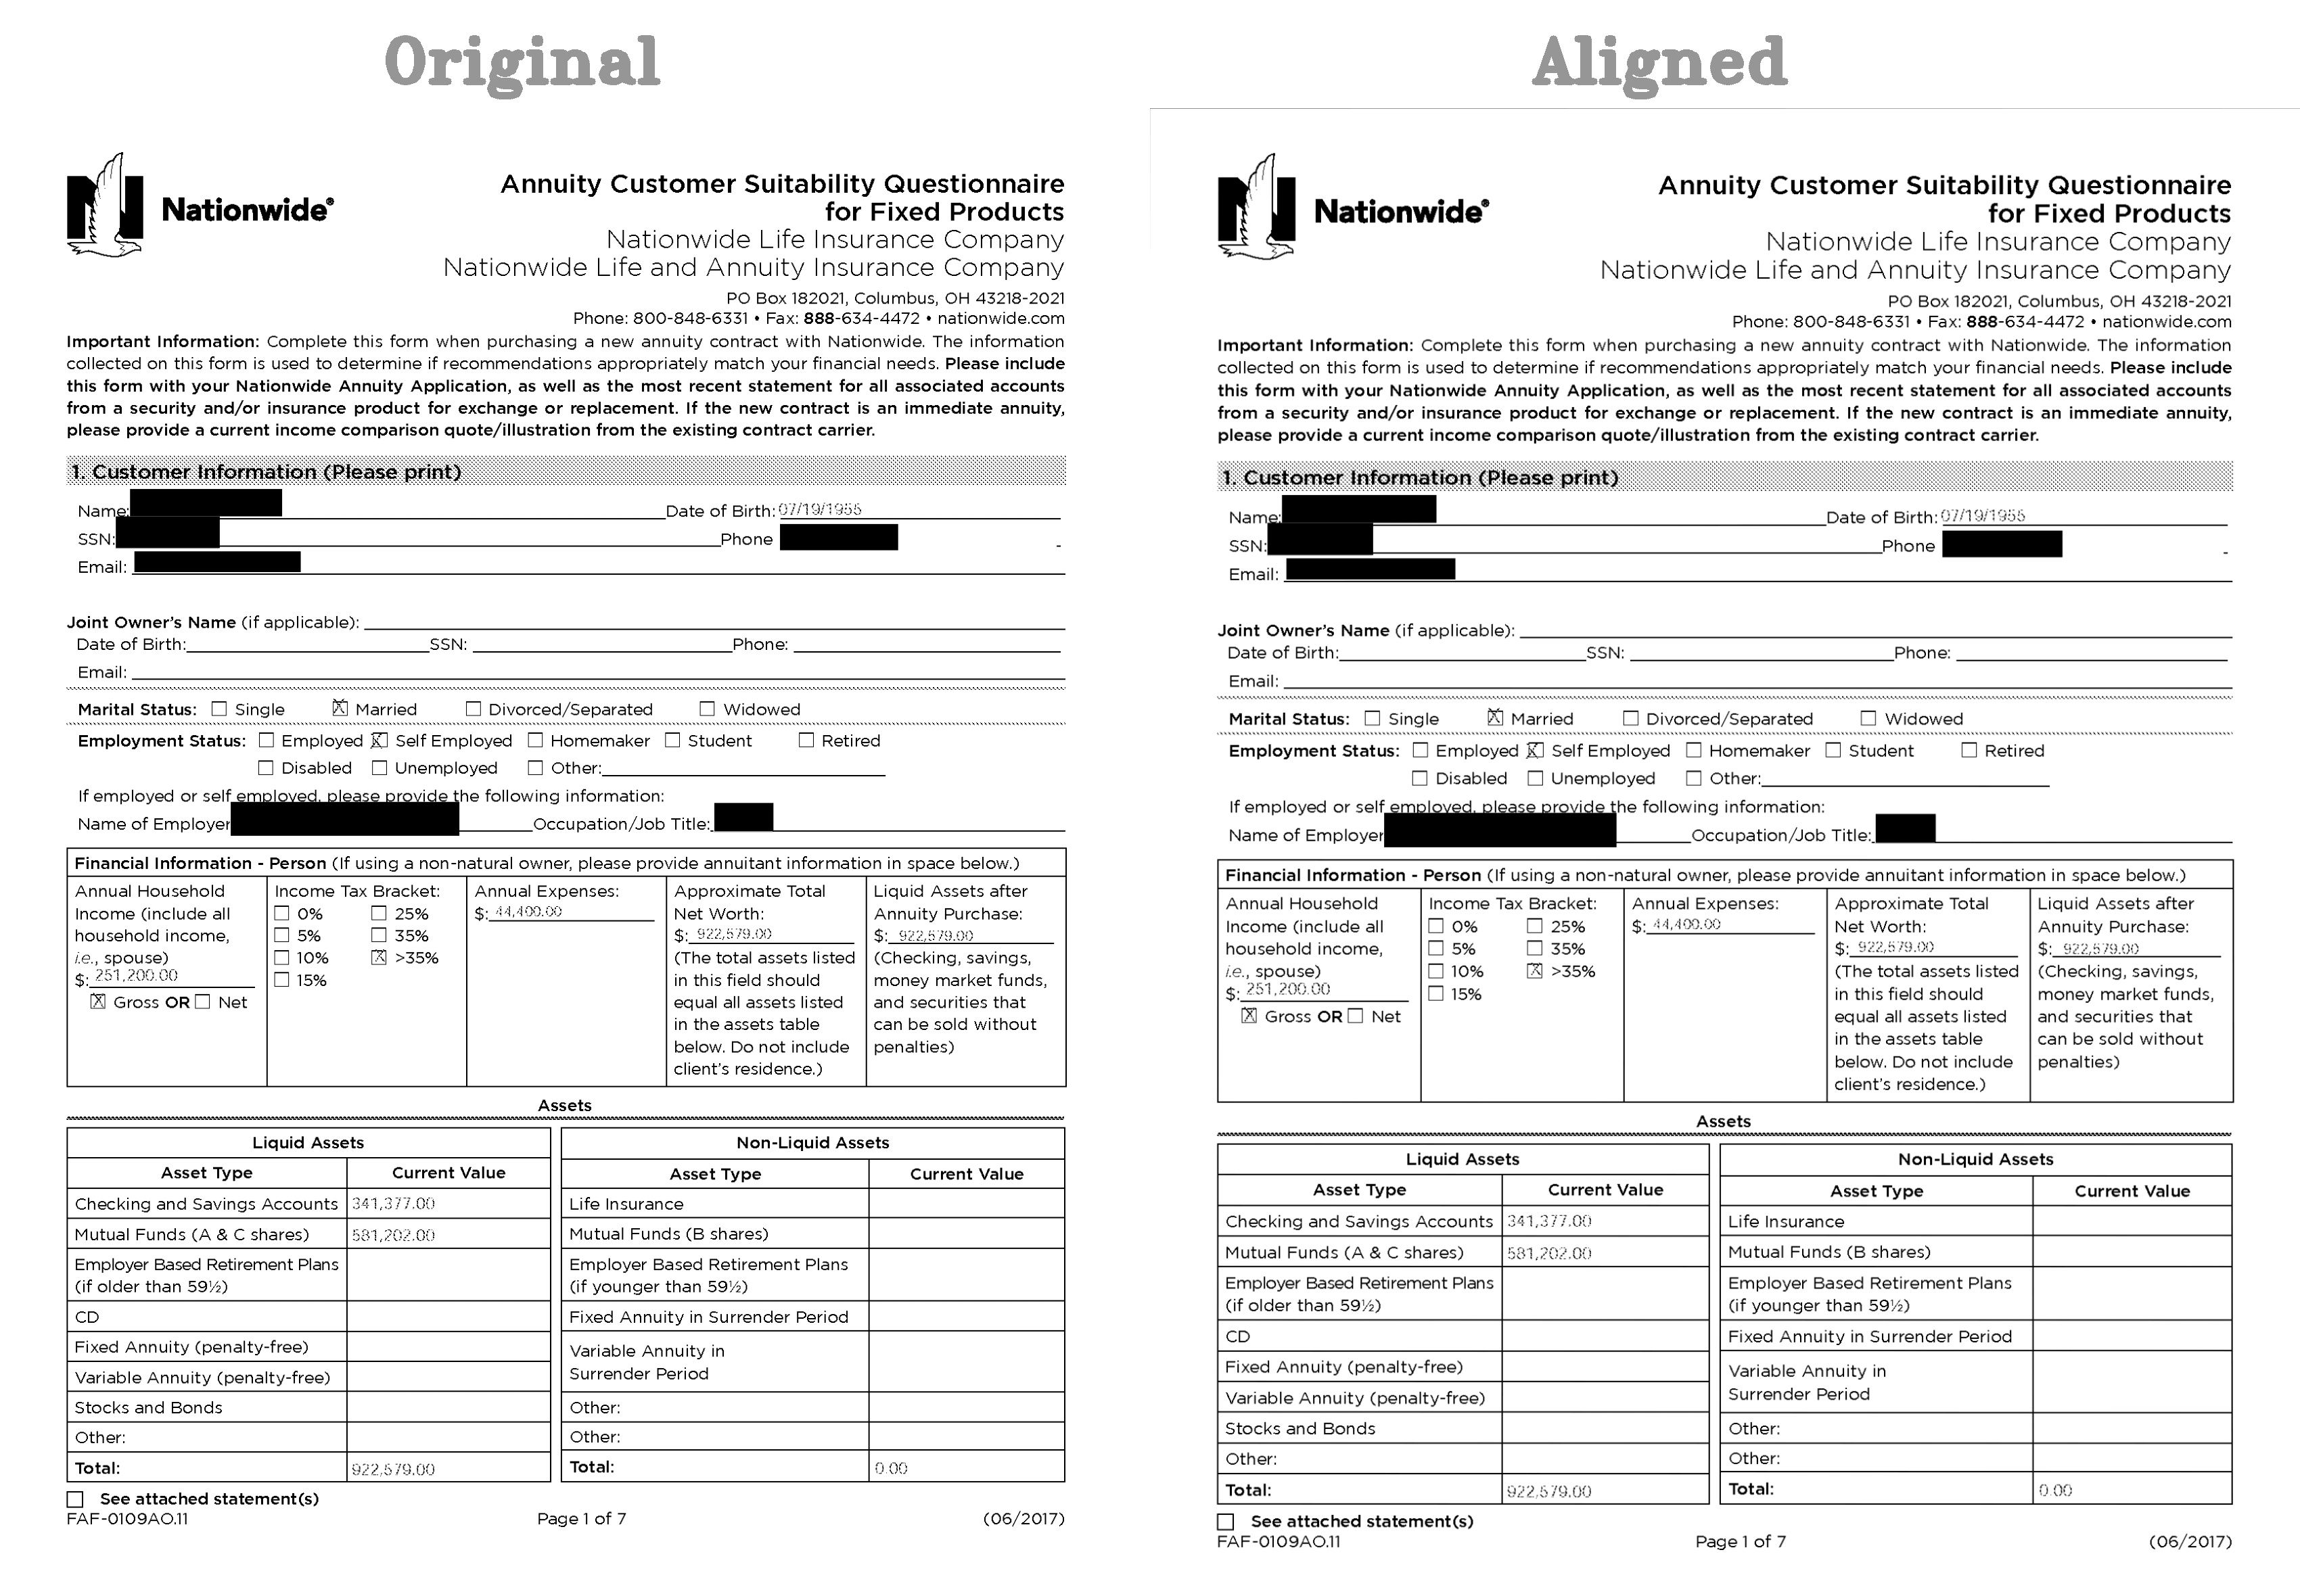 Original
Nationwide®
Annuity Customer Suitability Questionnaire
for Fixed Products
Nationwide Life Insurance Company
Nationwide Life and Annuity Insurance Company
PO Box 182021, Columbus, OH 43218-2021
Phone: 800-848-6331 • Fax: 888-634-4472 • nationwide.com
Important Information: Complete this form when purchasing a new annuity contract with Nationwide. The information
collected on this form is used to determine if recommendations appropriately match your financial needs. Please include
this form with your Nationwide Annuity Application, as well as the most recent statement for all associated accounts
from a security and/or insurance product for exchange or replacement. If the new contract is an immediate annuity,
please provide a current income comparison quote/illustration from the existing contract carrier.
1. Customer Information (Please print)
Name: Date of Birth: 07/19/1955
SSN: Phone -
Email:
Joint Owner's Name (if applicable):
Date of Birth: SSN: Phone:
Email:
Marital Status: Single X Married Divorced/Separated Widowed
Employment Status: Employed X Self Employed Homemaker Student Retired
Disabled Unemployed Other:
If employed or self employed, please provide the following information:
Name of Employer Occupation/Job Title:
Financial Information - Person (If using a non-natural owner, please provide annuitant information in space below.)
Annual Household
Income (include all
household income,
i.e., spouse)
$: 251,200.00
X Gross OR Net
Income Tax Bracket:
0% 25%
5% 35%
10% X >35%
15%
Annual Expenses:
$: 44,400.00
Approximate Total
Net Worth:
$: 922,579.00
(The total assets listed
in this field should
equal all assets listed
in the assets table
below. Do not include
client's residence.)
Liquid Assets after
Annuity Purchase:
$: 922,579.00
(Checking, savings,
money market funds,
and securities that
can be sold without
penalties)
Assets
Liquid Assets
Asset Type Current Value
Checking and Savings Accounts 341,377.00
Mutual Funds (A & C shares) 581,202.00
Employer Based Retirement Plans
(if older than 59½)
CD
Fixed Annuity (penalty-free)
Variable Annuity (penalty-free)
Stocks and Bonds
Other:
Total: 922,579.00
Non-Liquid Assets
Asset Type Current Value
Life Insurance
Mutual Funds (B shares)
Employer Based Retirement Plans
(if younger than 59½)
Fixed Annuity in Surrender Period
Variable Annuity in
Surrender Period
Other:
Other:
Total: 0.00
See attached statement(s)
FAF-0109AO.11 Page 1 of 7 (06/2017)
Aligned
Nationwide®
Annuity Customer Suitability Questionnaire
for Fixed Products
Nationwide Life Insurance Company
Nationwide Life and Annuity Insurance Company
PO Box 182021, Columbus, OH 43218-2021
Phone: 800-848-6331 • Fax: 888-634-4472 • nationwide.com
Important Information: Complete this form when purchasing a new annuity contract with Nationwide. The information
collected on this form is used to determine if recommendations appropriately match your financial needs. Please include
this form with your Nationwide Annuity Application, as well as the most recent statement for all associated accounts
from a security and/or insurance product for exchange or replacement. If the new contract is an immediate annuity,
please provide a current income comparison quote/illustration from the existing contract carrier.
1. Customer Information (Please print)
Name: Date of Birth: 07/19/1955
SSN: Phone -
Email:
Joint Owner's Name (if applicable):
Date of Birth: SSN: Phone:
Email:
Marital Status: Single X Married Divorced/Separated Widowed
Employment Status: Employed X Self Employed Homemaker Student Retired
Disabled Unemployed Other:
If employed or self employed, please provide the following information:
Name of Employer Occupation/Job Title:
Financial Information - Person (If using a non-natural owner, please provide annuitant information in space below.)
Annual Household
Income (include all
household income,
i.e., spouse)
$: 251,200.00
X Gross OR Net
Income Tax Bracket:
0% 25%
5% 35%
10% X >35%
15%
Annual Expenses:
$: 44,400.00
Approximate Total
Net Worth:
$: 922,579.00
(The total assets listed
in this field should
equal all assets listed
in the assets table
below. Do not include
client's residence.)
Liquid Assets after
Annuity Purchase:
$: 922,579.00
(Checking, savings,
money market funds,
and securities that
can be sold without
penalties)
Assets
Liquid Assets
Asset Type Current Value
Checking and Savings Accounts 341,377.00
Mutual Funds (A & C shares) 581,202.00
Employer Based Retirement Plans
(if older than 59½)
CD
Fixed Annuity (penalty-free)
Variable Annuity (penalty-free)
Stocks and Bonds
Other:
Total: 922,579.00
Non-Liquid Assets
Asset Type Current Value
Life Insurance
Mutual Funds (B shares)
Employer Based Retirement Plans
(if younger than 59½)
Fixed Annuity in Surrender Period
Variable Annuity in
Surrender Period
Other:
Other:
Total: 0.00
See attached statement(s)
FAF-0109AO.11 Page 1 of 7 (06/2017)